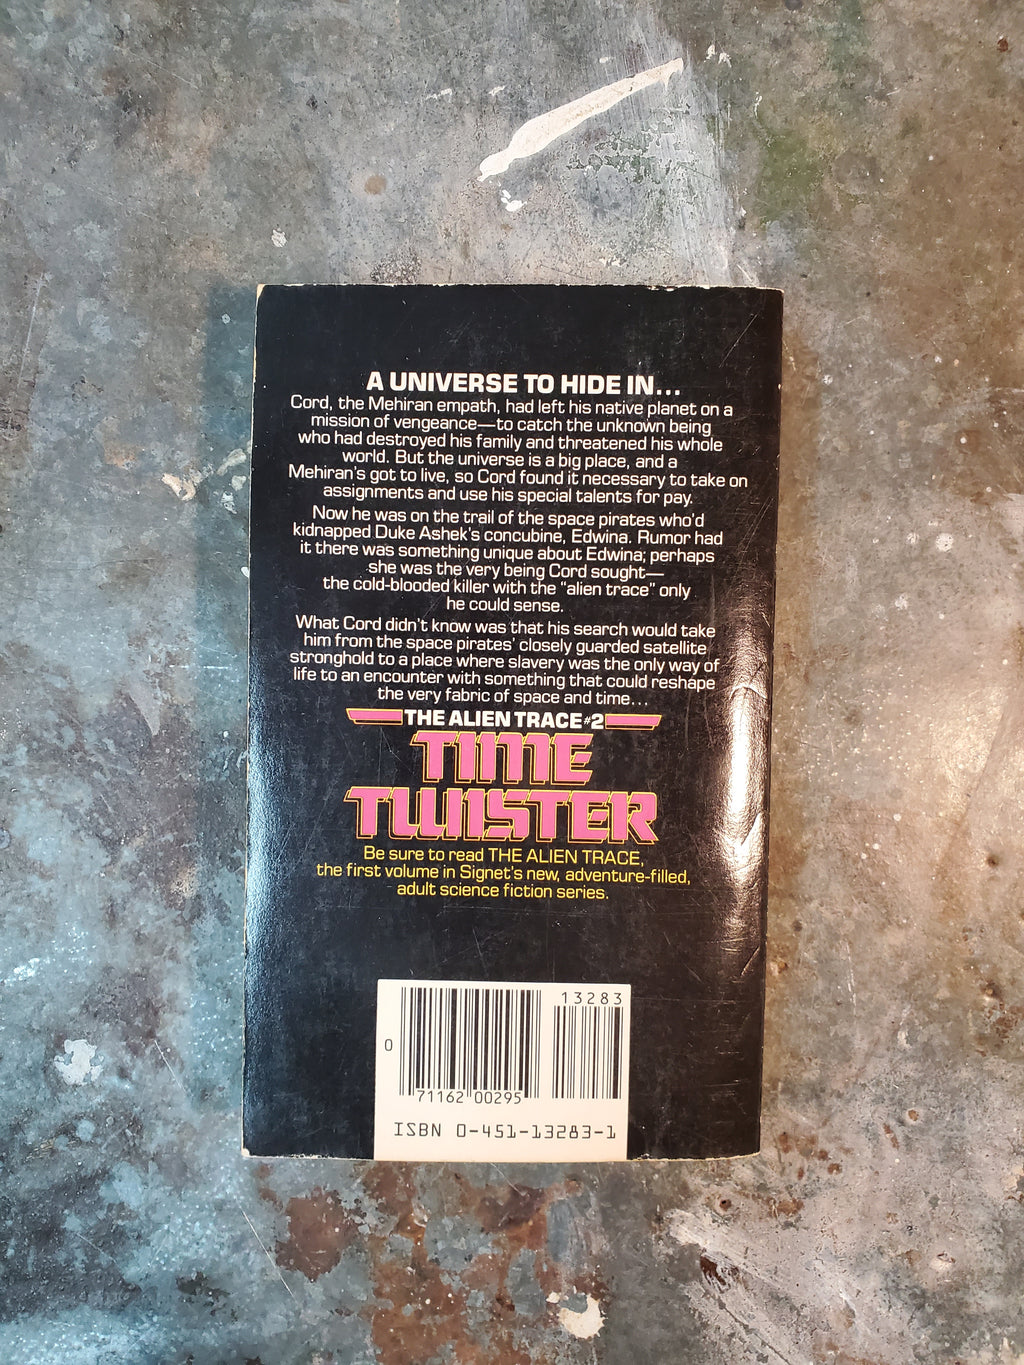 A UNIVERSE TO HIDE IN...
Cord, the Mehiran empath, had left his native planet on a
mission of vengeance—to catch the unknown being
who had destroyed his family and threatened his whole
world. But the universe is a big place, and a
Mehiran's got to live, so Cord found it necessary to take on
assignments and use his special talents for pay.
Now he was on the trail of the space pirates who'd
kidnapped Duke Ashek's concubine, Edwina. Rumor had
it there was something unique about Edwina; perhaps
she was the very being Cord sought—
the cold-blooded killer with the "alien trace" only
he could sense.
What Cord didn't know was that his search would take
him from the space pirates' closely guarded satellite
stronghold to a place where slavery was the only way of
life to an encounter with something that could reshape
the very fabric of space and time...
THE ALIEN TRACE #2
TIME
TWISTER
Be sure to read THE ALIEN TRACE,
the first volume in Signet's new, adventure-filled,
adult science fiction series.
13283
0
71162 00295
ISBN 0-451-13283-1